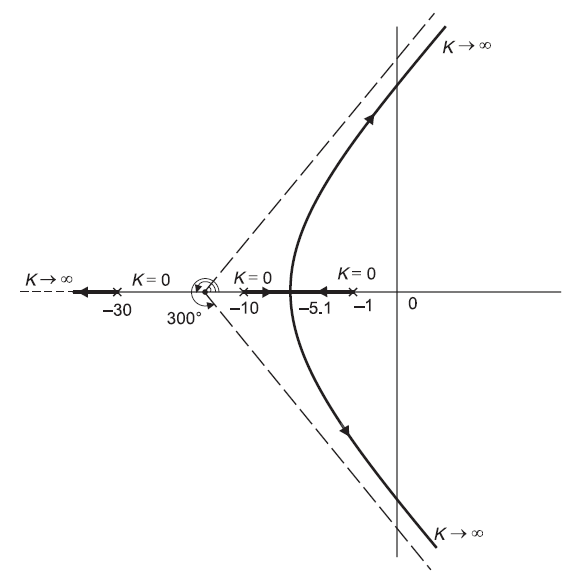 K → ∞
K → ∞
K = 0
K = 0
K = 0
–30
300°
–10
–5.1
–1
0
K → ∞